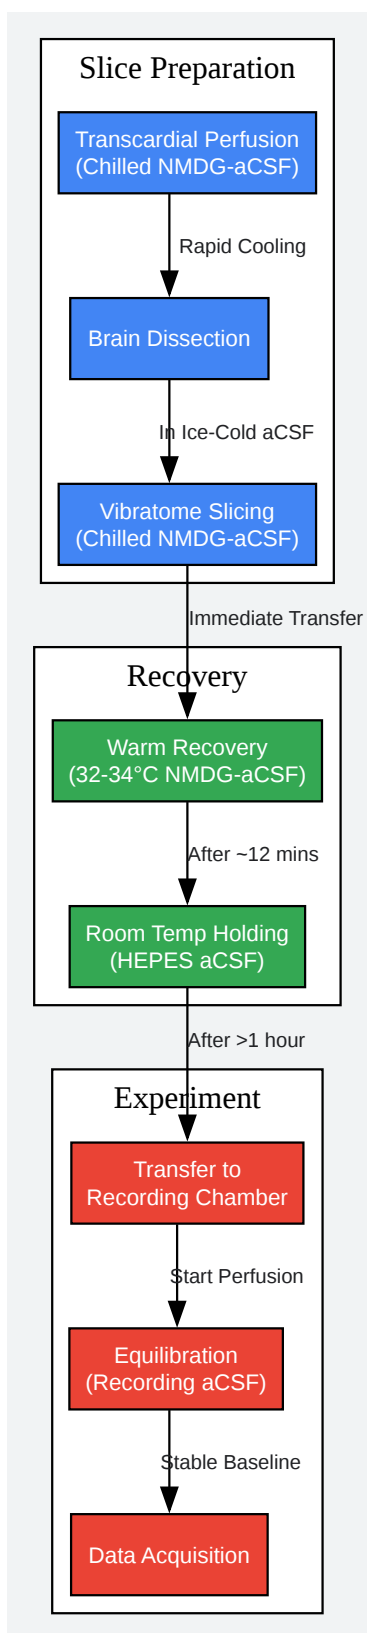 Slice Preparation
Transcardial Perfusion
(Chilled NMDG-aCSF)
Rapid Cooling
Brain Dissection
In Ice-Cold aCSF
Vibratome Slicing
(Chilled NMDG-aCSF)
Immediate Transfer
Recovery
Warm Recovery
(32-34°C NMDG-aCSF)
After ~12 mins
Room Temp Holding
(HEPES aCSF)
After >1 hour
Experiment
Transfer to
Recording Chamber
Start Perfusion
Equilibration
(Recording aCSF)
Stable Baseline
Data Acquisition